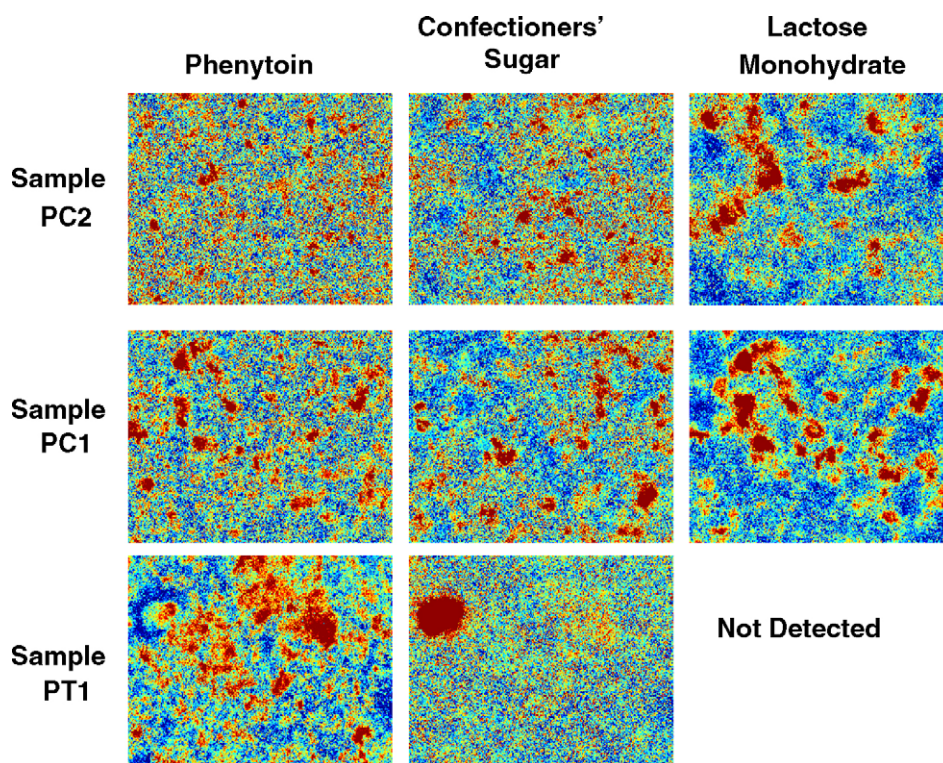 Phenytoin
Confectioners'
Sugar
Lactose
Monohydrate
Sample
PC2
Sample
PC1
Sample
PT1
Not Detected